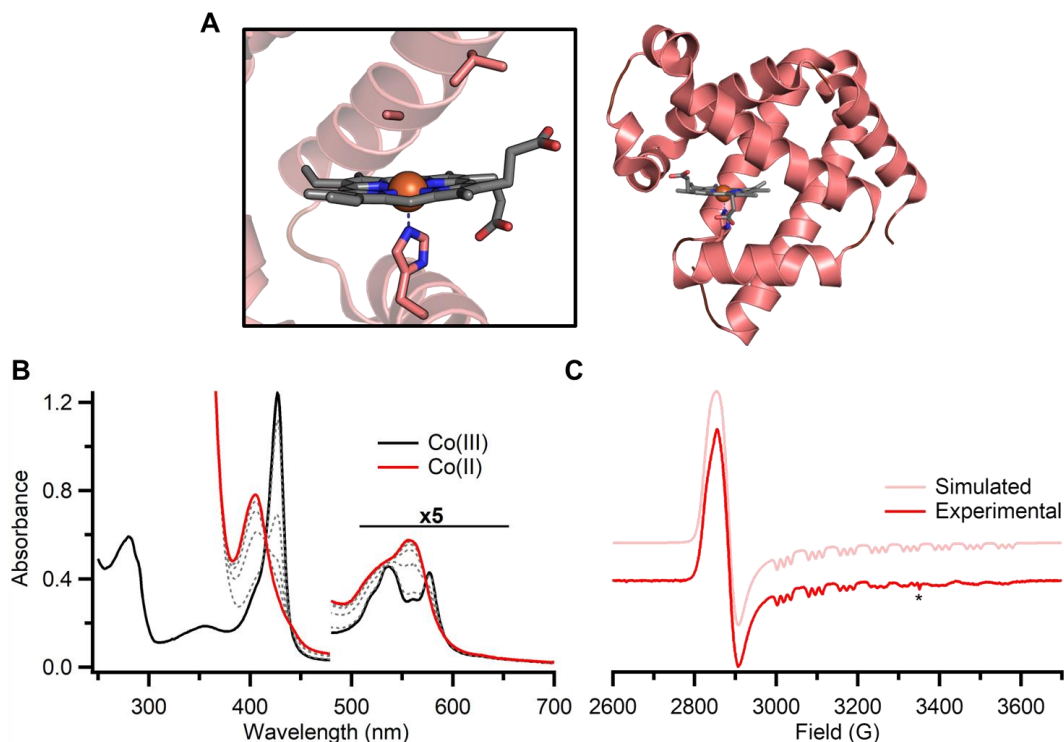 A
B
C
Co(III)
Co(II)
x5
Absorbance
1.2
0.8
0.4
0.0
300
400
500
600
700
Wavelength (nm)
Simulated
Experimental
*
2600
2800
3000
3200
3400
3600
Field (G)